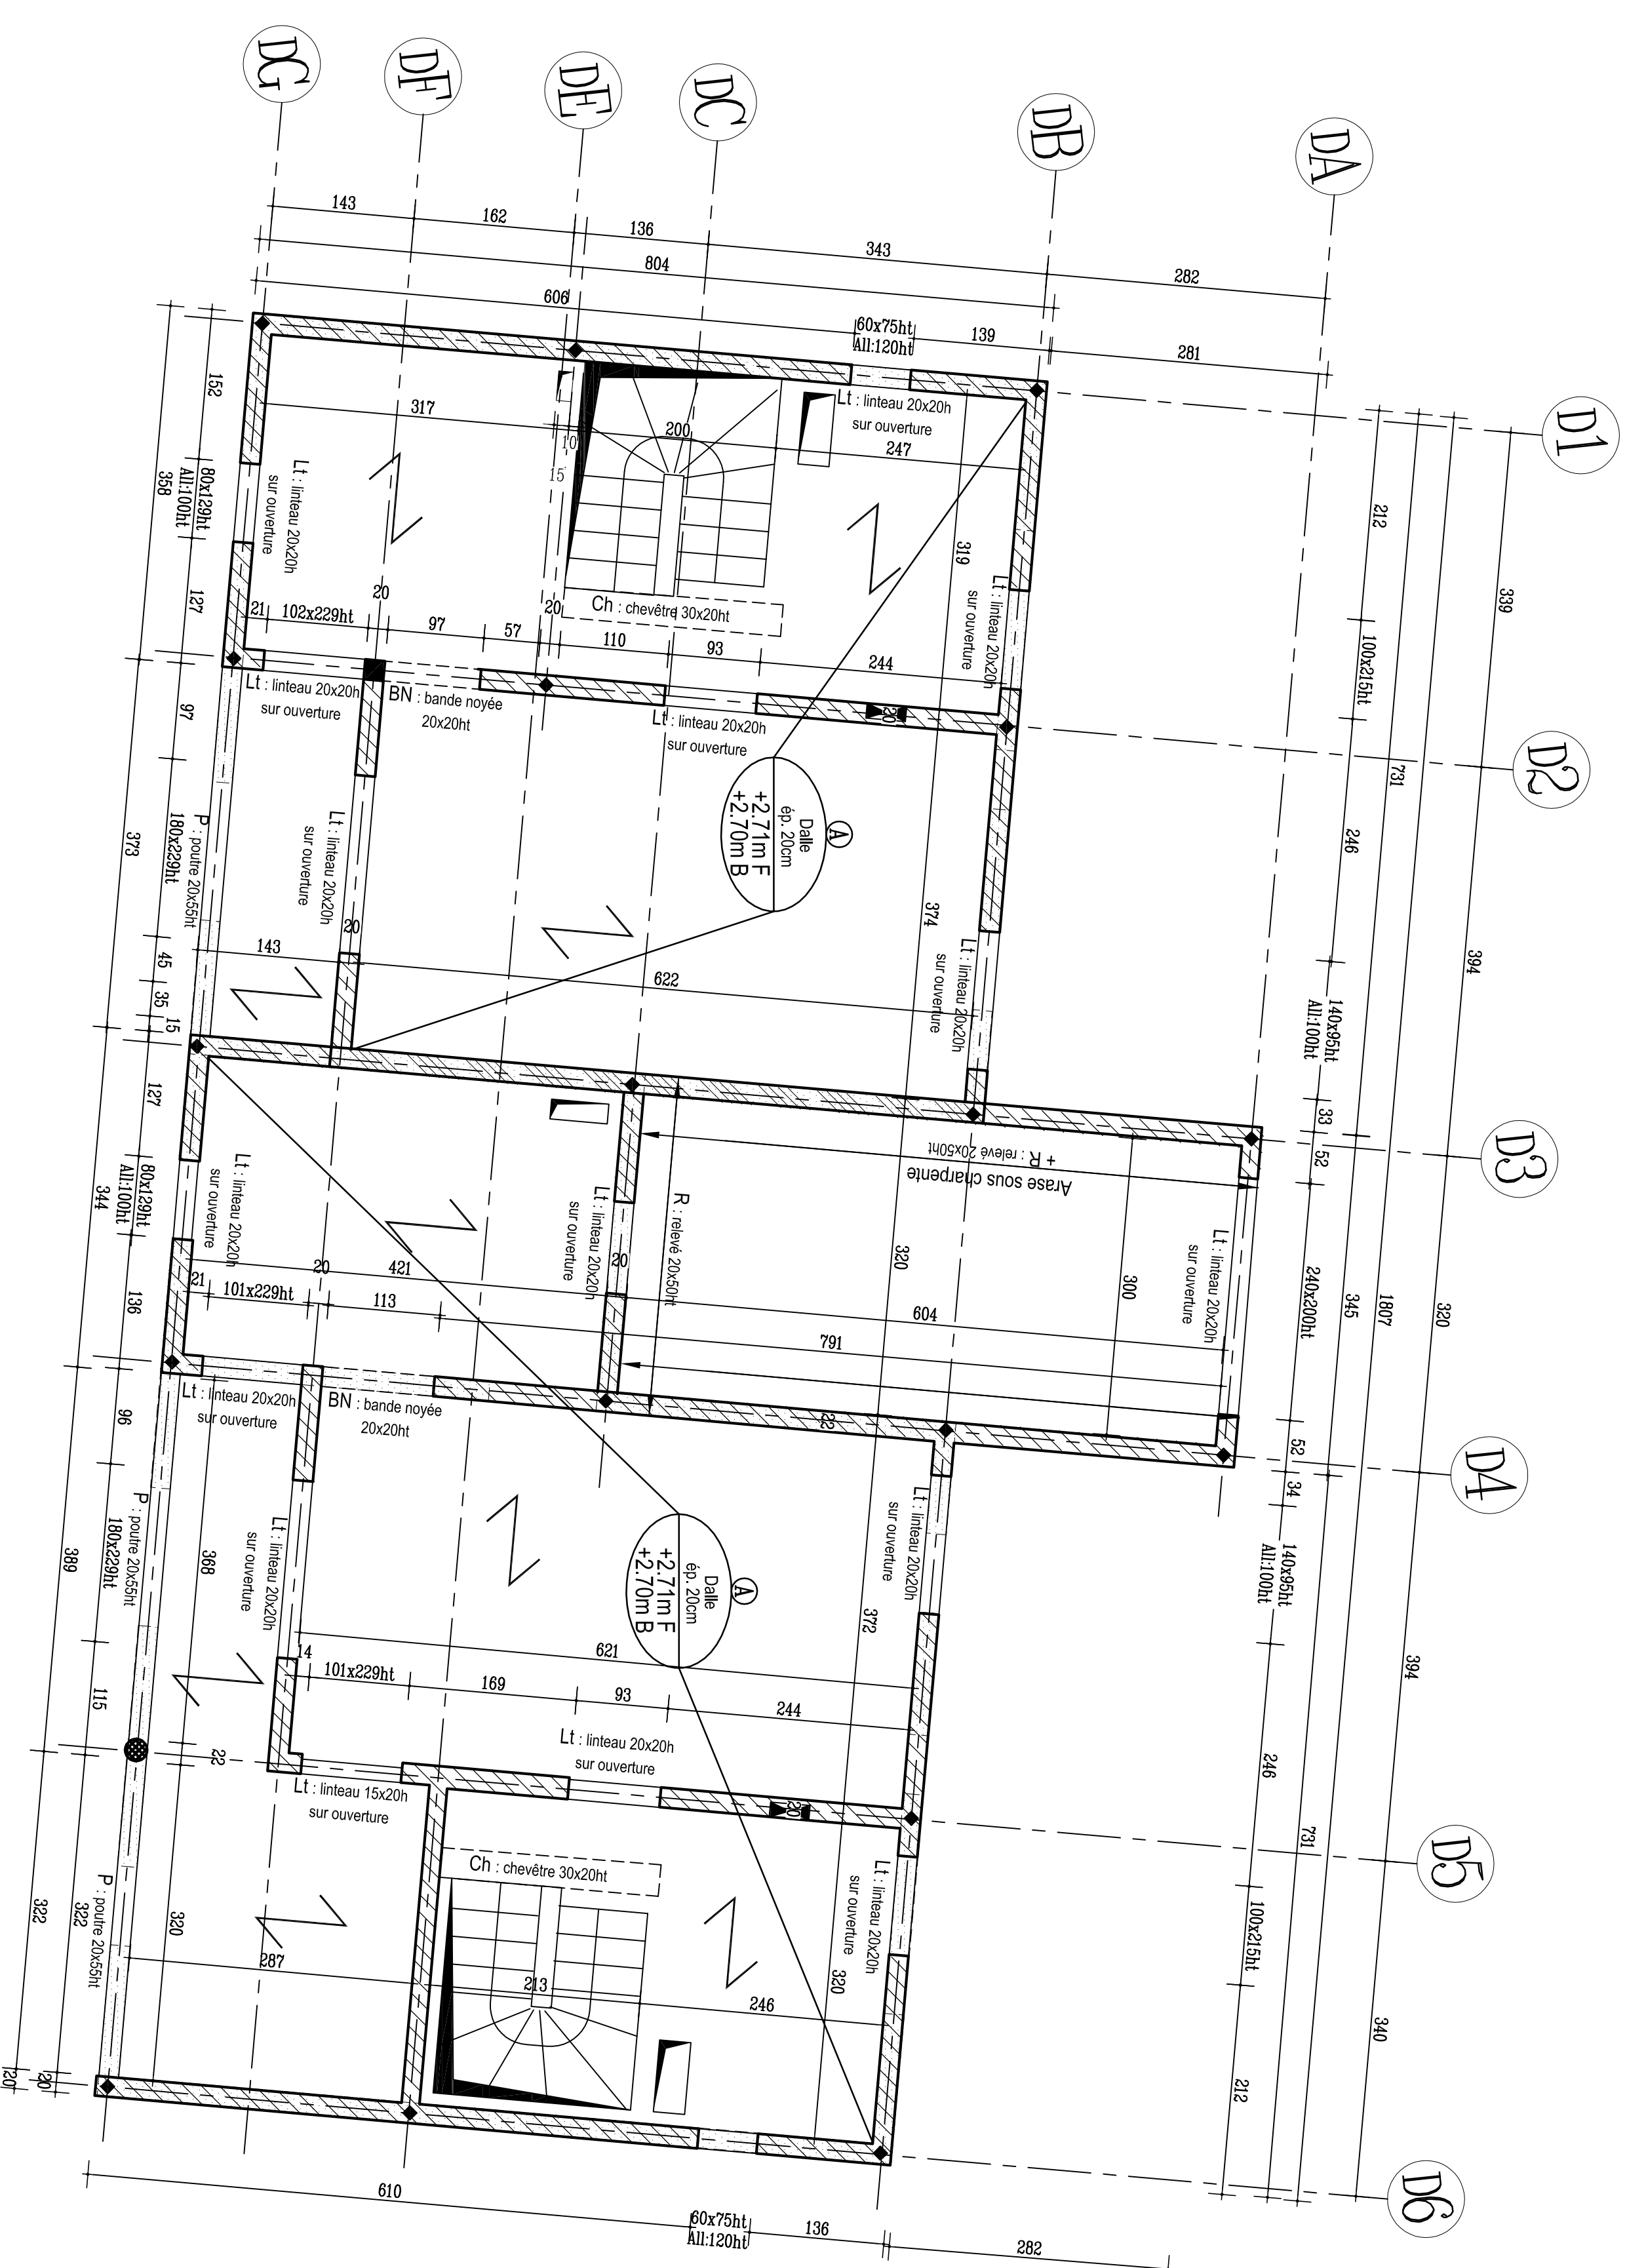 DG
DF
DE
DC
DB
DA
143
162
136
343
282
804
606
60x75ht
All:120ht
139
281
D1
D2
D3
D4
D5
D6
339
394
320
394
340
1807
731
345
731
212
100x215ht
246
140x95ht
All:100ht
33
52
240x200ht
52
34
140x95ht
All:100ht
246
100x215ht
212
152
80x129ht
All:100ht
358
127
97
180x229ht
373
45
35
15
127
80x129ht
All:100ht
344
136
96
180x229ht
389
115
322
322
20
20
317
200
247
10
15
Lt : linteau 20x20h
sur ouverture
Lt : linteau 20x20h
sur ouverture
319
Lt : linteau 20x20h
sur ouverture
Ch : chevêtre 30x20ht
21
102x229ht
20
97
57
20
110
93
244
Lt : linteau 20x20h
sur ouverture
BN : bande noyée
20x20ht
Lt : linteau 20x20h
sur ouverture
20
A
Dalle
ép. 20cm
+2.71m F
+2.70m B
P : poutre 20x55ht
Lt : linteau 20x20h
sur ouverture
20
374
Lt : linteau 20x20h
sur ouverture
143
622
Arase sous charpente
+ R : relevé 20x50ht
R : relevé 20x50ht
Lt : linteau 20x20h
sur ouverture
Lt : linteau 20x20h
sur ouverture
20
320
300
Lt : linteau 20x20h
sur ouverture
421
604
21
101x229ht
20
113
791
Lt : linteau 20x20h
sur ouverture
BN : bande noyée
20x20ht
22
368
P : poutre 20x55ht
Lt : linteau 20x20h
sur ouverture
A
Dalle
ép. 20cm
+2.71m F
+2.70m B
Lt : linteau 20x20h
sur ouverture
372
621
14
101x229ht
169
93
244
Lt : linteau 20x20h
sur ouverture
22
Lt : linteau 15x20h
sur ouverture
20
Ch : chevêtre 30x20ht
Lt : linteau 20x20h
sur ouverture
P : poutre 20x55ht
320
287
213
246
320
610
60x75ht
All:120ht
136
282